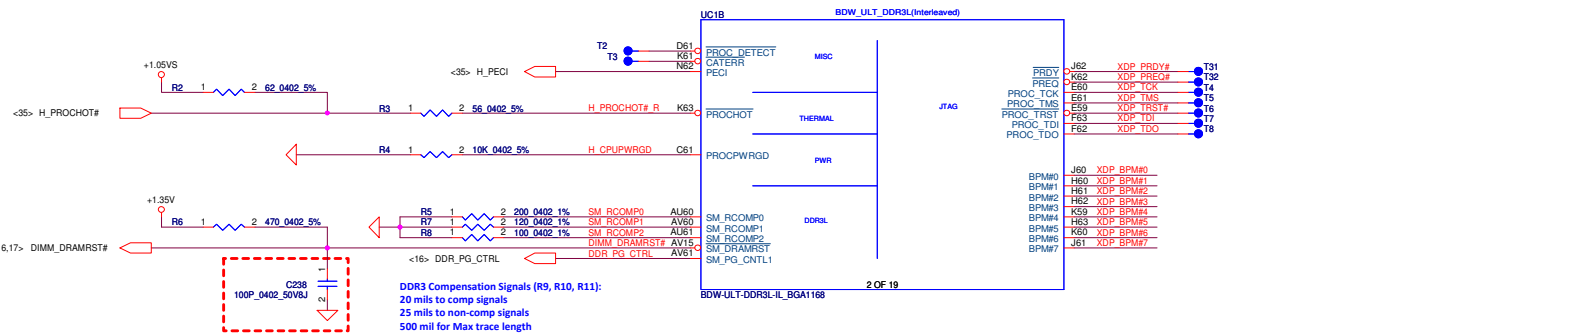 UC1B
BDW_ULT_DDR3L(Interleaved)
T2
T3
D61
K61
N62
PROC_DETECT
CATERR
PECI
MISC
<35> H_PECI
+1.05VS
R2 1 2 62_0402_5%
<35> H_PROCHOT#
R3 1 2 56_0402_5% H_PROCHOT#_R K63
PROCHOT
THERMAL
JTAG
R4 1 2 10K_0402_5% H_CPUPWRGD C61
PROCPWRGD
PWR
PRDY J62 XDP_PRDY# T31
PREQ K62 XDP_PREQ# T32
PROC_TCK E60 XDP_TCK T4
PROC_TMS E61 XDP_TMS T5
PROC_TRST E59 XDP_TRST# T6
PROC_TDI F63 XDP_TDI T7
PROC_TDO F62 XDP_TDO T8
BPM#0 J60 XDP_BPM#0
BPM#1 H60 XDP_BPM#1
BPM#2 H61 XDP_BPM#2
BPM#3 H62 XDP_BPM#3
BPM#4 K59 XDP_BPM#4
BPM#5 H63 XDP_BPM#5
BPM#6 K60 XDP_BPM#6
BPM#7 J61 XDP_BPM#7
+1.35V
R6 1 2 470_0402_5%
6,17> DIMM_DRAMRST#
R5 1 2 200_0402_1% SM_RCOMP0 AU60
R7 1 2 120_0402_1% SM_RCOMP1 AV60
R8 1 2 100_0402_1% SM_RCOMP2 AU61
DIMM_DRAMRST# AV15
<16> DDR_PG_CTRL
DDR_PG_CTRL AV61
SM_RCOMP0
SM_RCOMP1
SM_RCOMP2
SM_DRAMRST
SM_PG_CNTL1
DDR3L
2 OF 19
BDW-ULT-DDR3L-IL_BGA1168
1
C238
100P_0402_50V8J
2
DDR3 Compensation Signals (R9, R10, R11):
20 mils to comp signals
25 mils to non-comp signals
500 mil for Max trace length